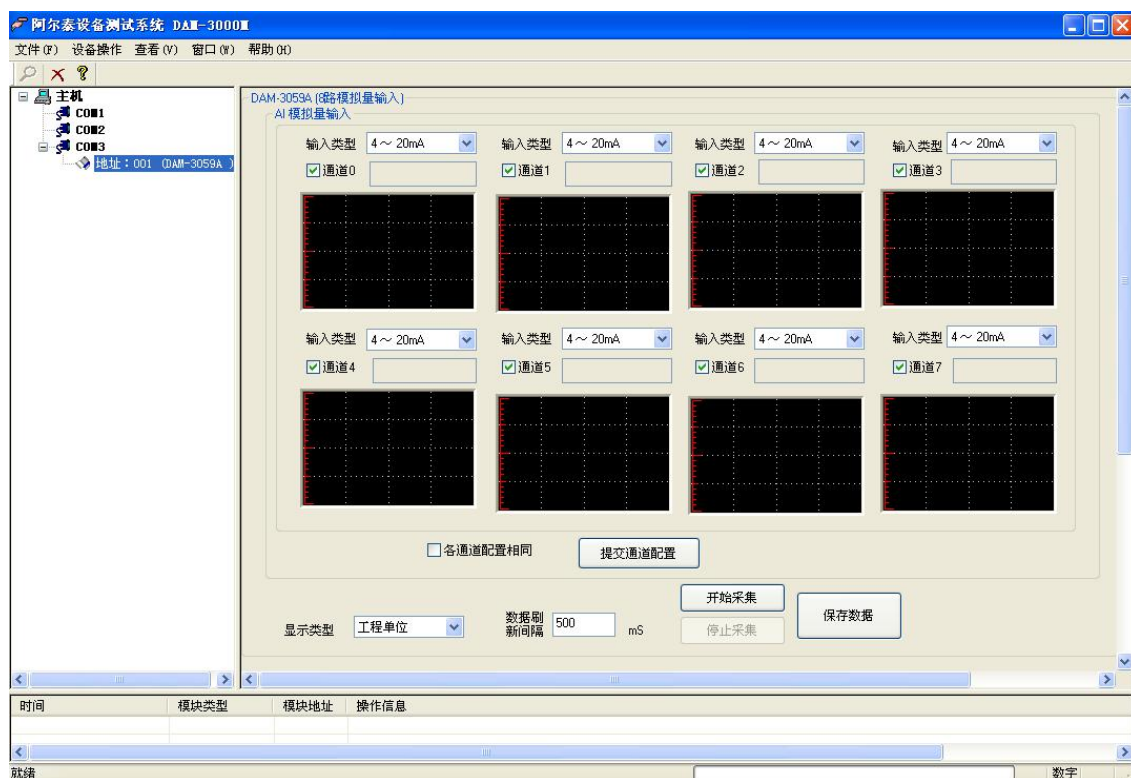 阿尔泰设备测试系统 DAM-3000M
文件(F) 设备操作 查看(V) 窗口(W) 帮助(H)
主机
COM1
COM2
COM3
地址：001 (DAM-3059A )
DAM-3059A (8路模拟量输入)
AI 模拟量输入
输入类型 4～ 20mA 输入类型 4～ 20mA 输入类型 4～ 20mA 输入类型 4～ 20mA
通道0 通道1 通道2 通道3
输入类型 4～ 20mA 输入类型 4～ 20mA 输入类型 4～ 20mA 输入类型 4～ 20mA
通道4 通道5 通道6 通道7
各通道配置相同 提交通道配置
显示类型 工程单位
数据刷
新间隔 500 mS
开始采集
停止采集
保存数据
时间 模块类型 模块地址 操作信息
就绪 数字